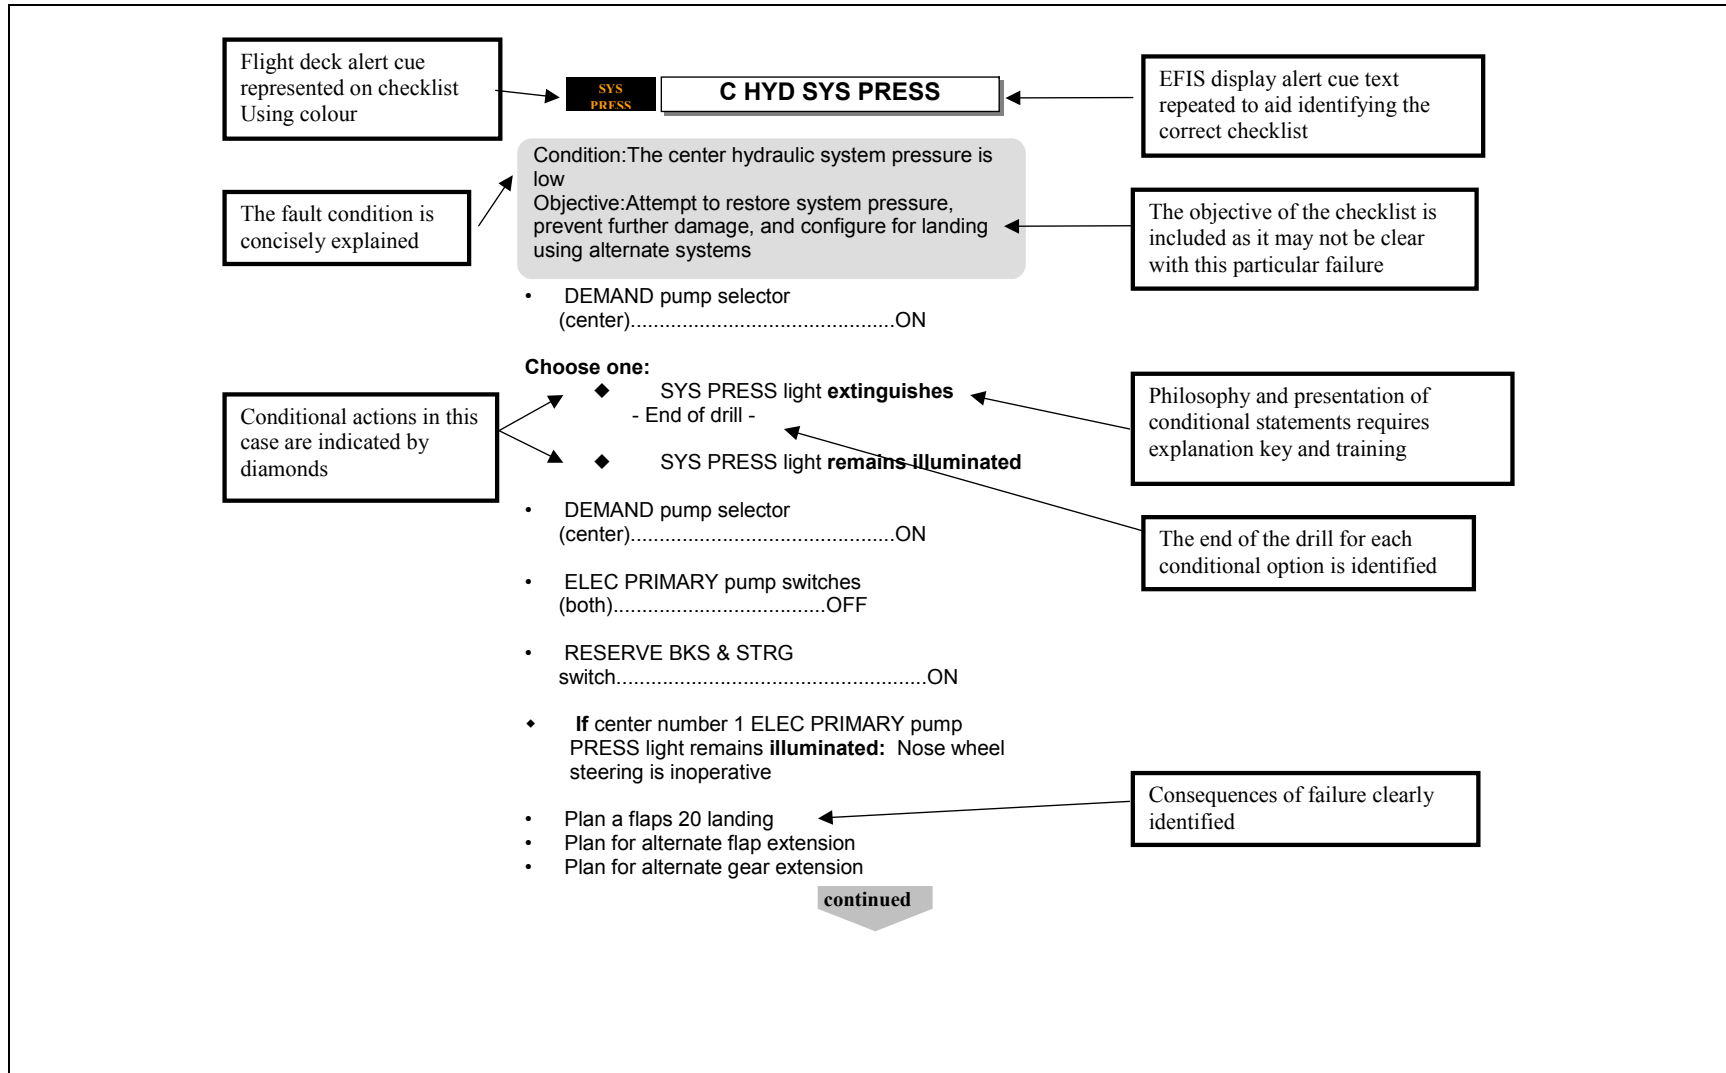 Flight deck alert cue
represented on checklist
Using colour
SYS
PRESS
C HYD SYS PRESS
EFIS display alert cue text
repeated to aid identifying the
correct checklist
The fault condition is
concisely explained
Condition:The center hydraulic system pressure is
low
Objective:Attempt to restore system pressure,
prevent further damage, and configure for landing
using alternate systems
The objective of the checklist is
included as it may not be clear
with this particular failure
• DEMAND pump selector
(center)..............................................ON
Choose one:
◆ SYS PRESS light extinguishes
- End of drill -
◆ SYS PRESS light remains illuminated
Conditional actions in this
case are indicated by
diamonds
Philosophy and presentation of
conditional statements requires
explanation key and training
• DEMAND pump selector
(center)..............................................ON
The end of the drill for each
conditional option is identified
• ELEC PRIMARY pump switches
(both).....................................OFF
• RESERVE BKS & STRG
switch......................................................ON
◆ If center number 1 ELEC PRIMARY pump
PRESS light remains illuminated: Nose wheel
steering is inoperative
• Plan a flaps 20 landing
• Plan for alternate flap extension
• Plan for alternate gear extension
Consequences of failure clearly
identified
continued